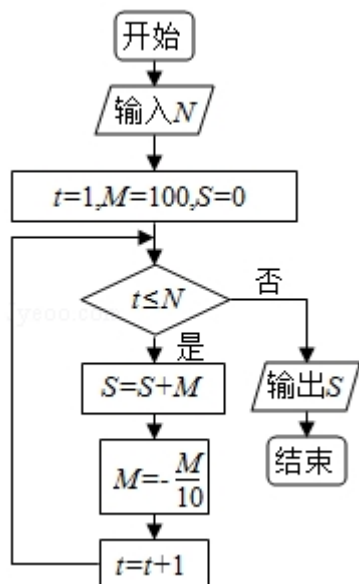 开始
输入N
t=1,M=100,S=0
t≤N
否
是
S=S+M
输出S
M=-M/10
结束
t=t+1